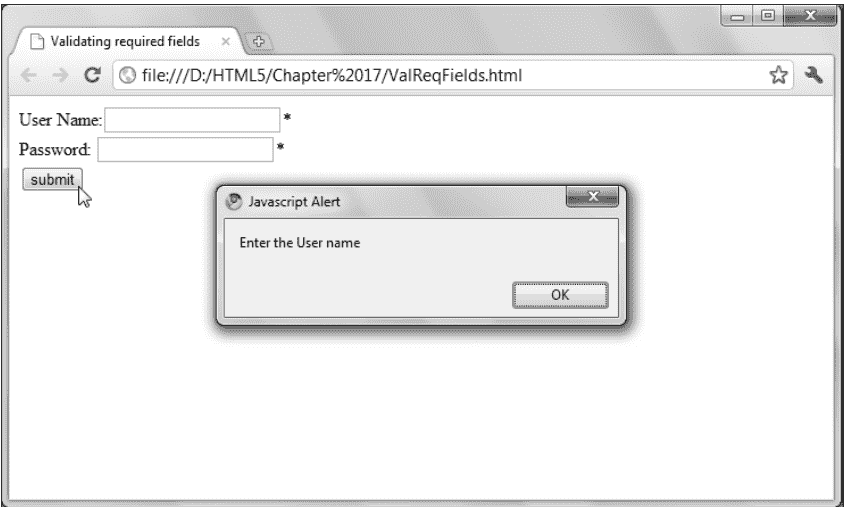 Validating required fields
file:///D:/HTML5/Chapter%2017/ValReqFields.html
User Name: *
Password: *
submit
Javascript Alert
Enter the User name
OK